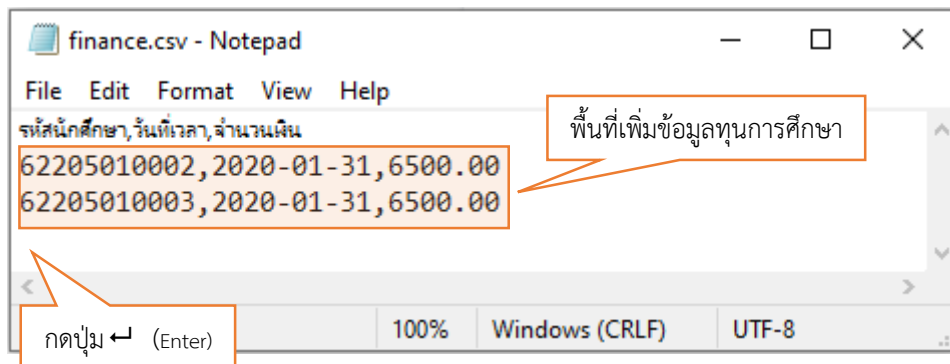 finance.csv - Notepad
File Edit Format View Help
รหัสนักศึกษา,วันที่เวลา,จำนวนเงิน
พื้นที่เพิ่มข้อมูลทุนการศึกษา
62205010002,2020-01-31,6500.00
62205010003,2020-01-31,6500.00
กดปุ่ม ↵ (Enter)
100% Windows (CRLF) UTF-8